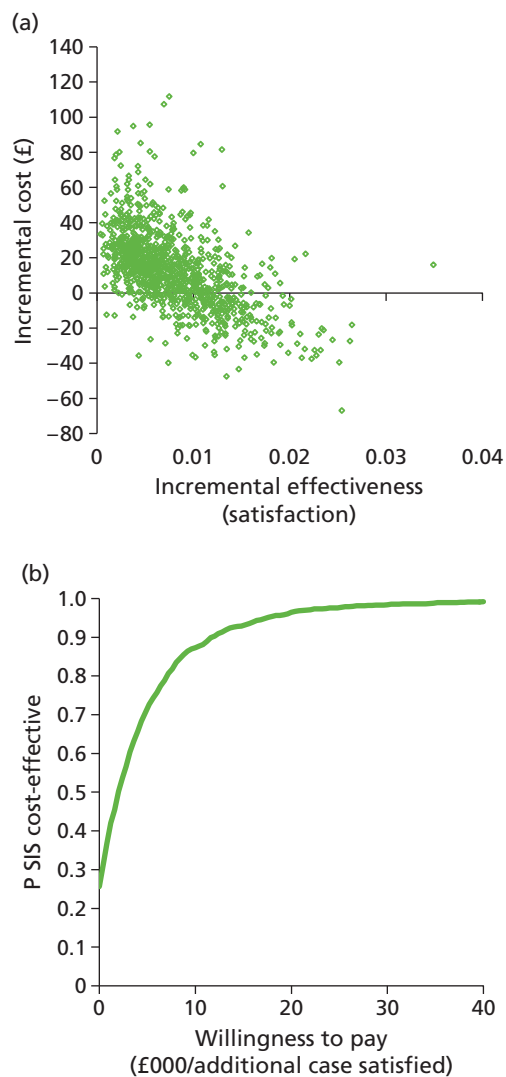 (a)
140
120
100
80
60
40
20
0
−20
−40
−60
−80
Incremental cost (£)
0 0.01 0.02 0.03 0.04
Incremental effectiveness
(satisfaction)
(b)
1.0
0.9
0.8
0.7
0.6
0.5
0.4
0.3
0.2
0.1
0
P SIS cost-effective
0 10 20 30 40
Willingness to pay
(£000/additional case satisfied)